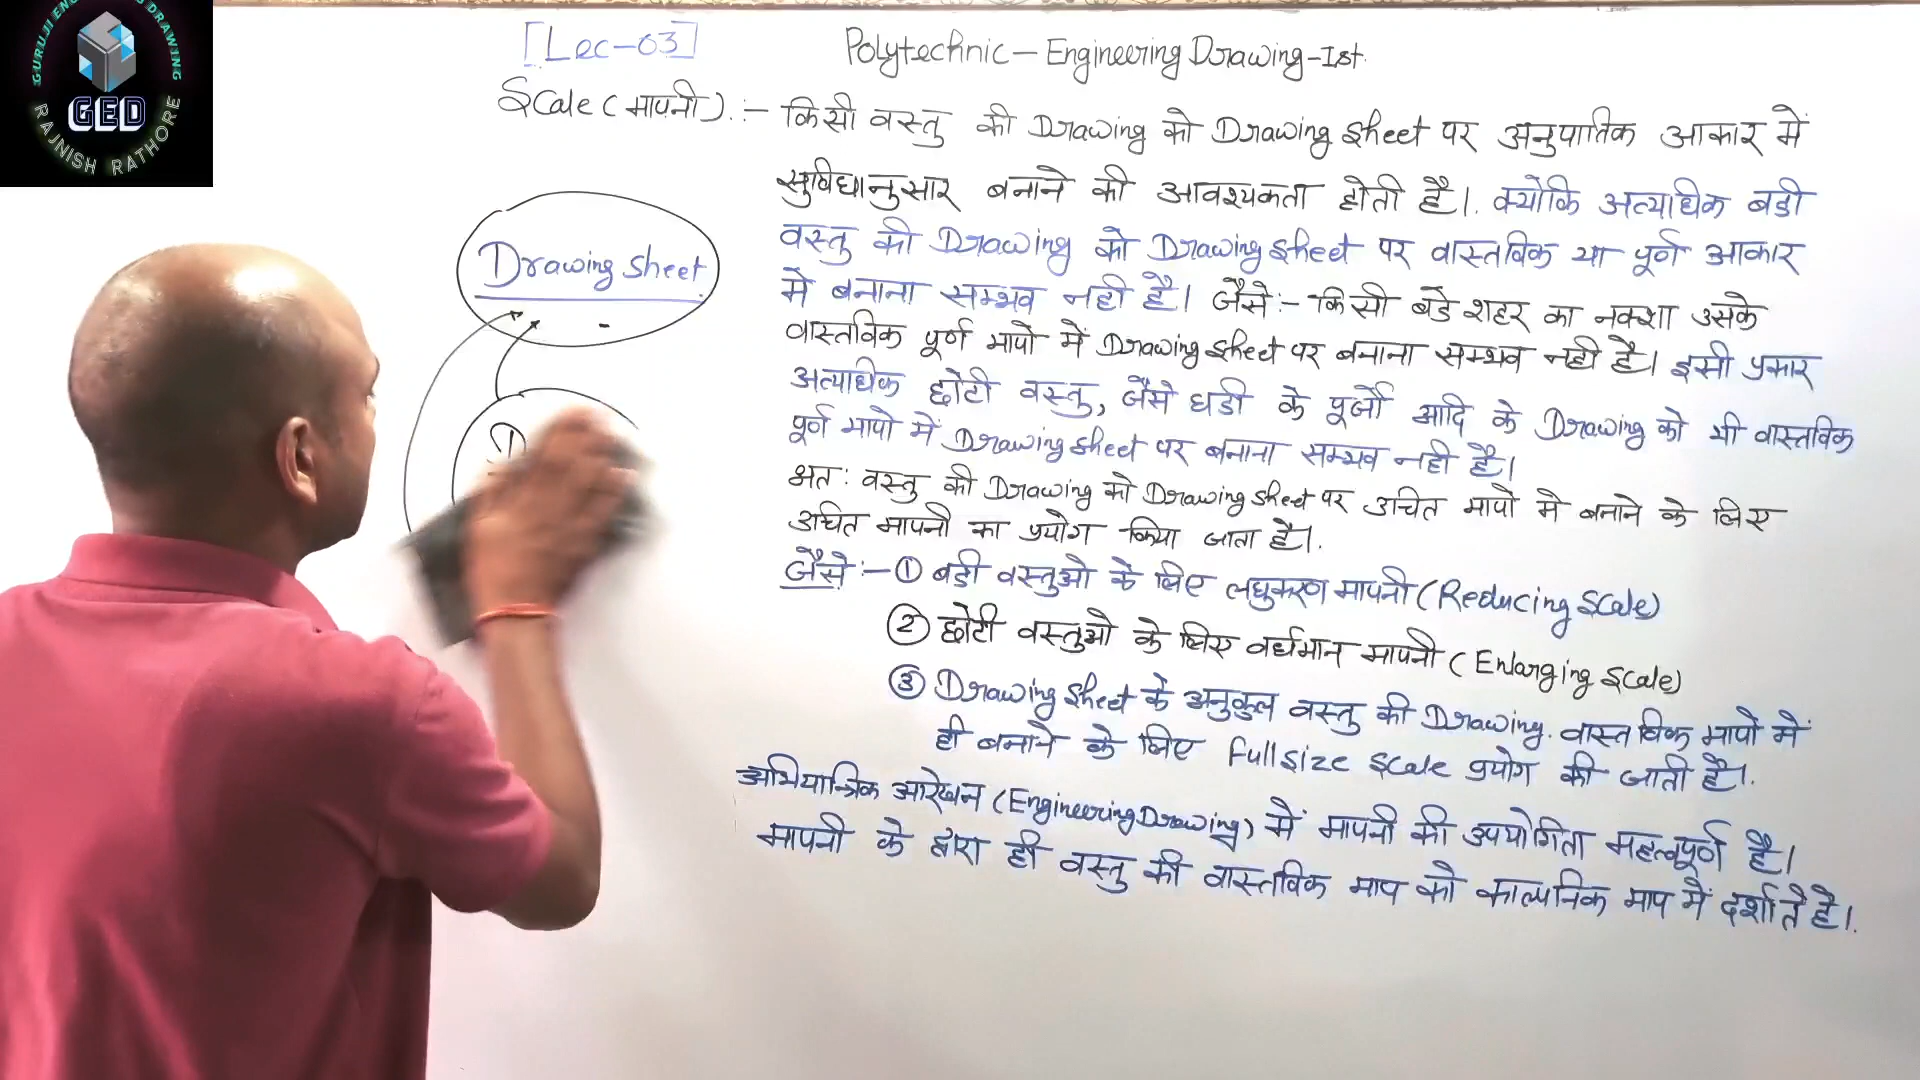 GURUJI ENGINEERING DRAWING
GED
RAJNISH RATHORE
[Lec-03]
Polytechnic - Engineering Drawing - Ist.
Scale (मापनी) :- किसी वस्तु की Drawing को Drawing sheet पर अनुपातिक आकार में
सुविधानुसार बनाने की आवश्यकता होती है। क्योकि अत्याधिक बडी
वस्तु की Drawing को Drawing sheet पर वास्तविक या पूर्ण आकार
मे बनाना सम्भव नही है। जैसे:- किसी बडे शहर का नक्शा उसके
वास्तविक पूर्ण मापो में Drawing sheet पर बनाना सम्भव नही है। इसी प्रकार
अत्याधिक छोटी वस्तु, जैसे घडी के पूर्जो आदि के Drawing को भी वास्तविक
पूर्ण मापो में Drawing sheet पर बनाना सम्भव नही है।
अत: वस्तु की Drawing को Drawing sheet पर उचित मापो मे बनाने के लिए
उचित मापनी का प्रयोग किया जाता है।.
जैसे:- ① बडी वस्तुओ के लिए लघुकरण मापनी (Reducing Scale)
② छोटी वस्तुओ के लिए वर्धमान मापनी (Enlarging Scale)
③ Drawing sheet के अनुकुल वस्तु की Drawing. वास्तविक मापो में
ही बनाने के लिए Full size Scale प्रयोग की जाती है।.
अभियान्त्रिक आरेखन (Engineering Drawing) में मापनी की उपयोगिता महत्वपूर्ण है।
मापनी के द्वारा ही वस्तु की वास्तविक माप को काल्पनिक माप में दर्शाते है।.
Drawing sheet
D